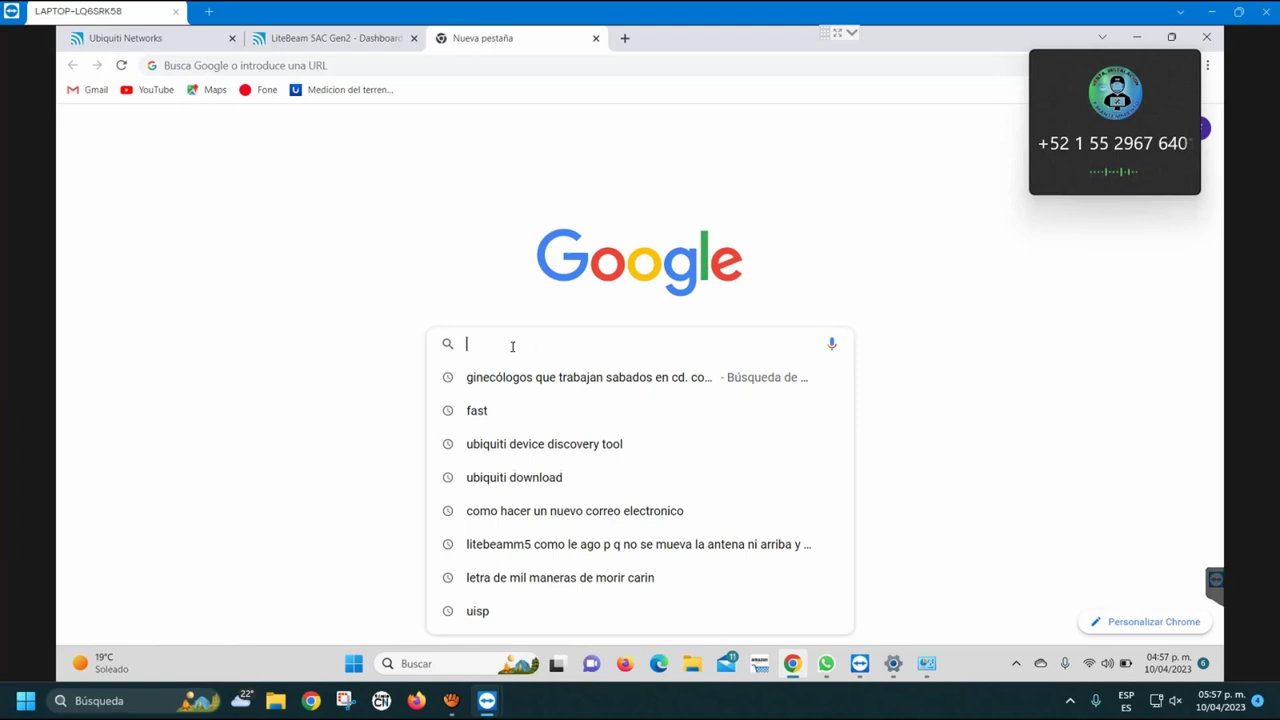 LAPTOP-LQ6SRK58
Ubiquiti Networks
LiteBeam 5AC Gen2 - Dashboard
Nueva pestaña
Busca Google o introduce una URL
Gmail
YouTube
Maps
Fone
Medicion del terren...
+52 1 55 2967 640
Google
ginecólogos que trabajan sabados en cd. co... - Búsqueda de ...
fast
ubiquiti device discovery tool
ubiquiti download
como hacer un nuevo correo electronico
litebeamm5 como le ago p q no se mueva la antena ni arriba y ...
letra de mil maneras de morir carin
uisp
Personalizar Chrome
19°C
Soleado
Buscar
11
amazon
04:57 p. m.
10/04/2023
6
Búsqueda
22°
ESP
ES
05:57 p. m.
10/04/2023
4